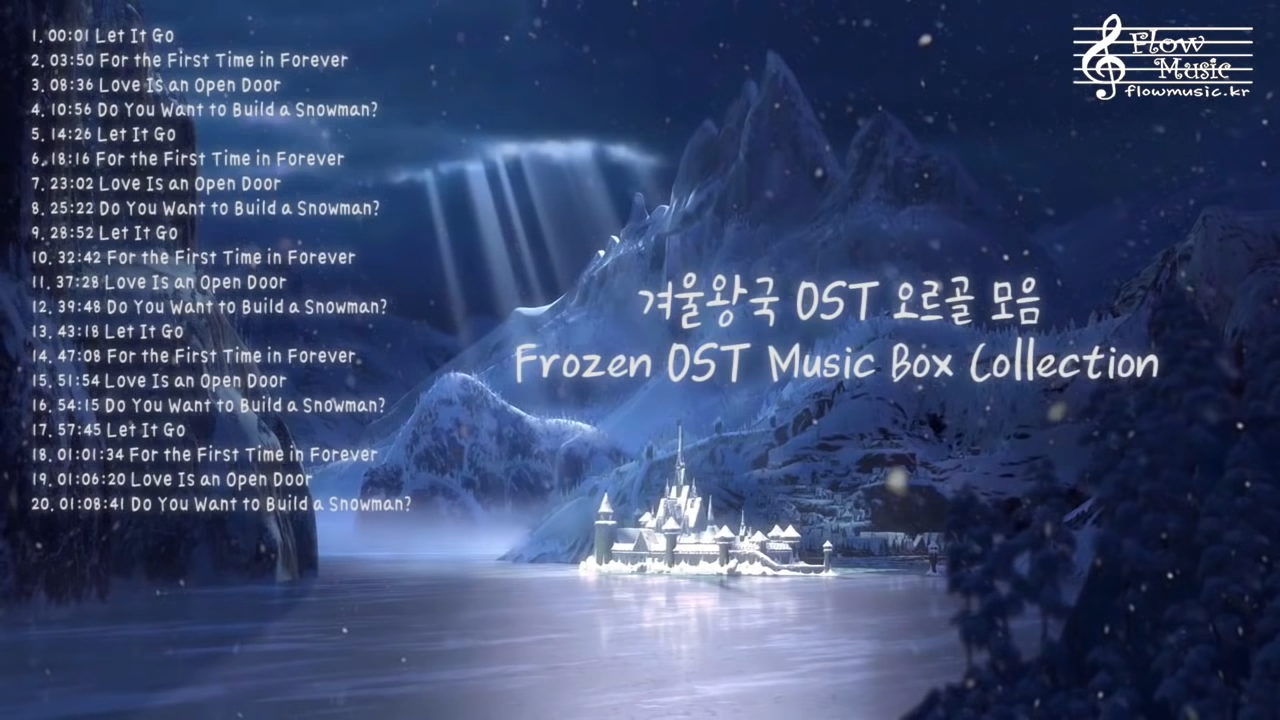 1. 00:01 Let It Go
2. 03:50 For the First Time in Forever
3. 08:36 Love Is an Open Door
4. 10:56 Do You Want to Build a Snowman?
5. 14:26 Let It Go
6. 18:16 For the First Time in Forever
7. 23:02 Love Is an Open Door
8. 25:22 Do You Want to Build a Snowman?
9. 28:52 Let It Go
10. 32:42 For the First Time in Forever
11. 37:28 Love Is an Open Door
12. 39:48 Do You Want to Build a Snowman?
13. 43:18 Let It Go
14. 47:08 For the First Time in Forever
15. 51:54 Love Is an Open Door
16. 54:15 Do You Want to Build a Snowman?
17. 57:45 Let It Go
18. 01:01:34 For the First Time in Forever
19. 01:06:20 Love Is an Open Door
20. 01:08:41 Do You Want to Build a Snowman?
Flow
Music
flowmusic.kr
겨울왕국 OST 오르골 모음
Frozen OST Music Box Collection